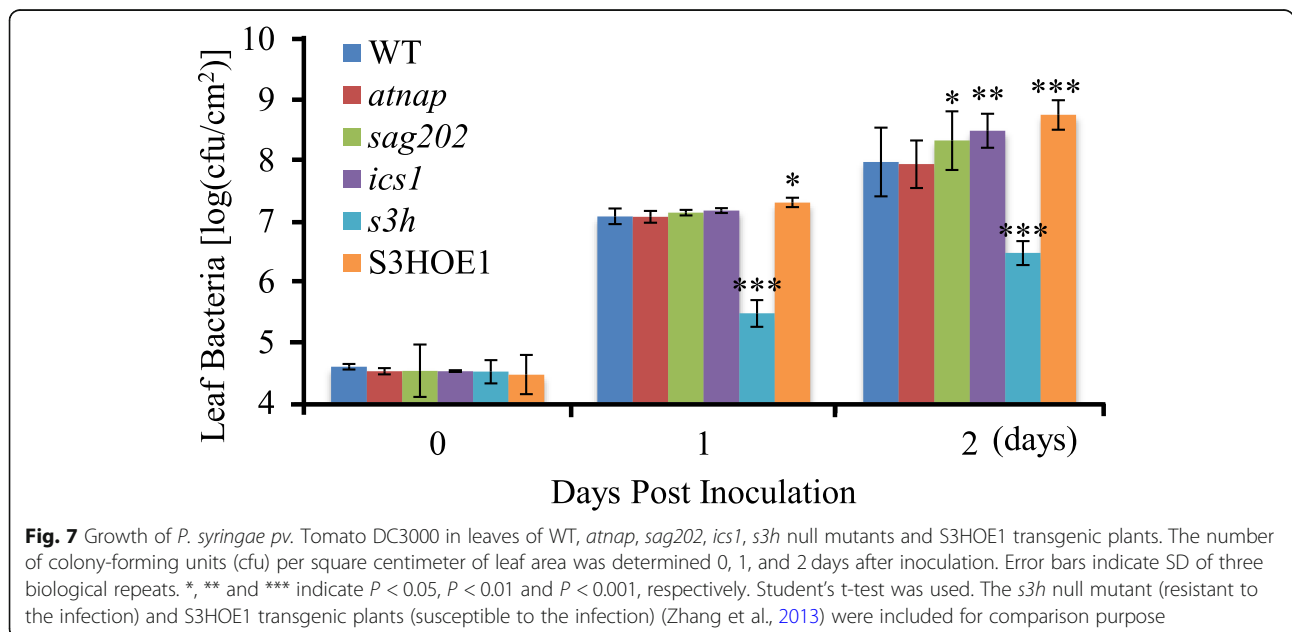 10
9
8
7
6
5
4
Leaf Bacteria [log(cfu/cm²)]
WT
atnap
sag202
ics1
s3h
S3HOE1
***
*
*
**
***
***
0
1
2 (days)
Days Post Inoculation
Fig. 7 Growth of P. syringae pv. Tomato DC3000 in leaves of WT, atnap, sag202, ics1, s3h null mutants and S3HOE1 transgenic plants. The number
of colony-forming units (cfu) per square centimeter of leaf area was determined 0, 1, and 2 days after inoculation. Error bars indicate SD of three
biological repeats. *, ** and *** indicate P < 0.05, P < 0.01 and P < 0.001, respectively. Student's t-test was used. The s3h null mutant (resistant to
the infection) and S3HOE1 transgenic plants (susceptible to the infection) (Zhang et al., 2013) were included for comparison purpose